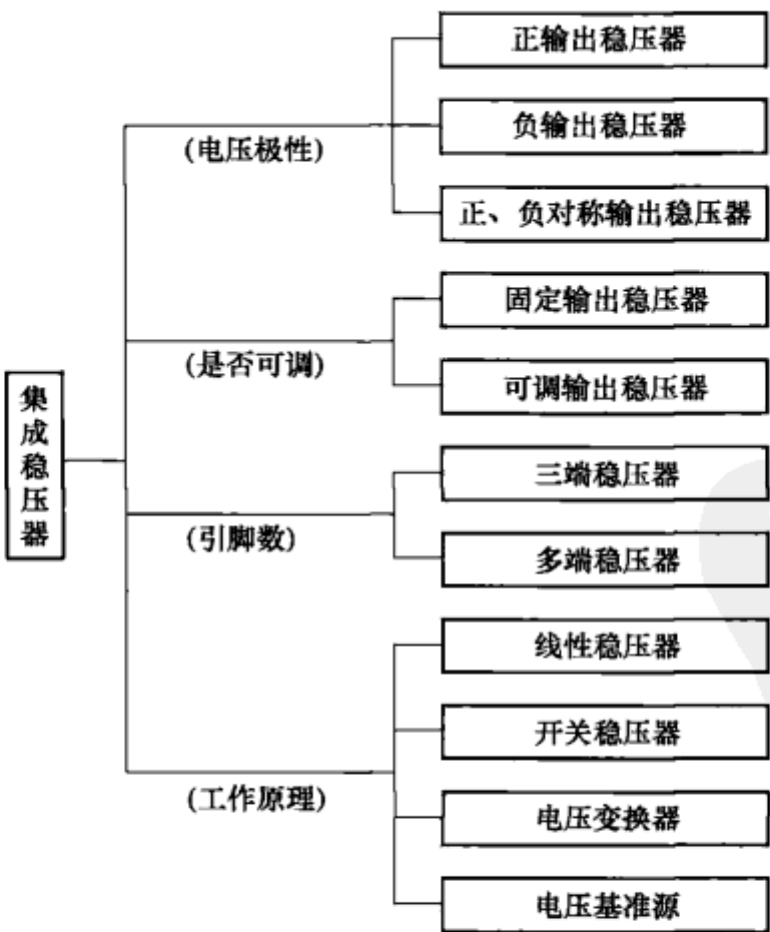 正输出稳压器
负输出稳压器
(电压极性)
正、负对称输出稳压器
固定输出稳压器
(是否可调)
可调输出稳压器
集成稳压器
三端稳压器
(引脚数)
多端稳压器
线性稳压器
开关稳压器
(工作原理)
电压变换器
电压基准源